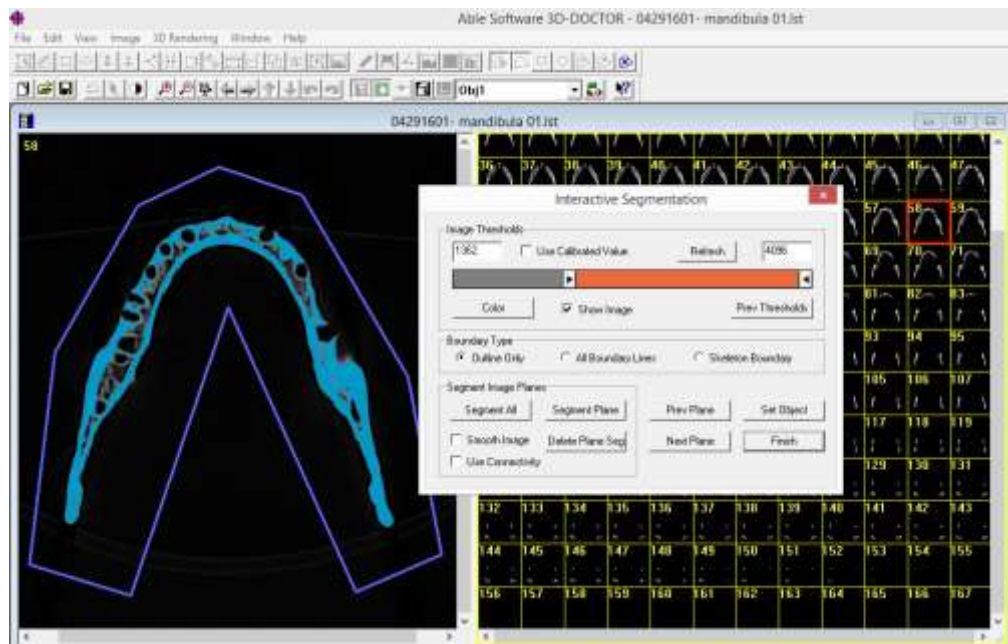 Able Software 3D-DOCTOR - 04291601- mandibula 01.lst
File Edit View Image 3D Rendering Window Help
Obj1
04291601- mandibula 01.lst
58
36 37 38 39 40 41 42 43 44 45 46 47
57 58 59
69 70 71
81 82 83
93 94 95
105 106 107
117 118 119
129 130 131
132 133 134 135 136 137 138 139 140 141 142 143
144 145 146 147 148 149 150 151 152 153 154 155
156 157 158 159 160 161 162 163 164 165 166 167
Interactive Segmentation
Image Thresholds
1362 Use Calibrated Value Refresh 4096
Color Show Image Prev Thresholds
Boundary Type
Outline Only All Boundary Lines Skeleton Boundary
Segment Image Planes
Segment All Segment Plane Prev Plane Set Object
Smooth Image Delete Plane Seg Next Plane Finish
Use Connectivity